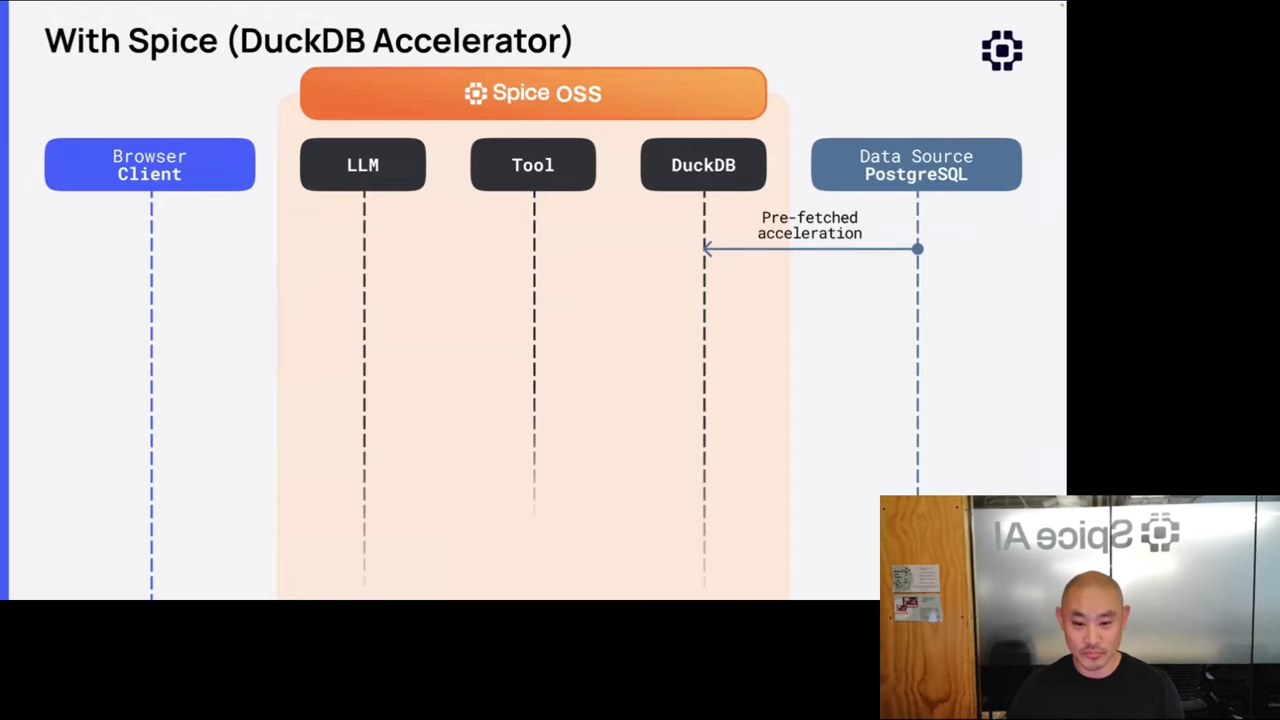 With Spice (DuckDB Accelerator)
Spice OSS
Browser
Client
LLM
Tool
DuckDB
Data Source
PostgreSQL
Pre-fetched
acceleration
Spice AI